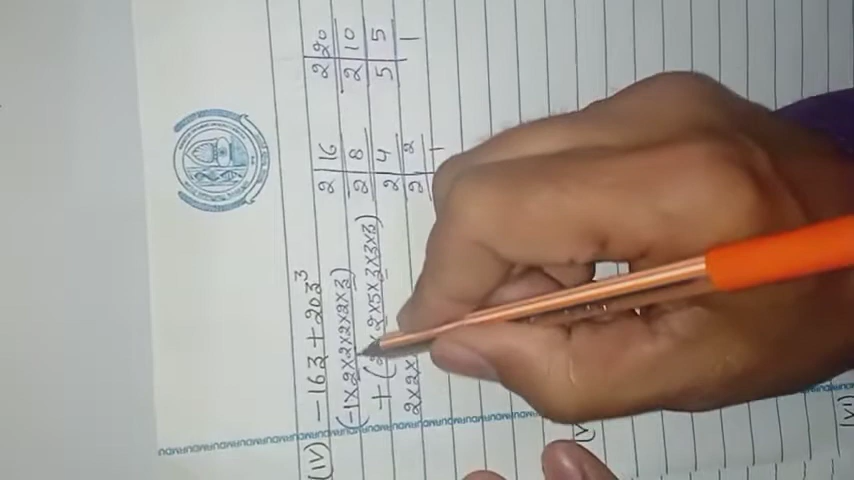 (IV) -16z + 20z³
(-1×2×2×2×2×z)
+(2×2×5×z×z×z)
2×2×
2 16
2 8
2 4
2 2
1
2 20
2 10
5 5
1
(VI)